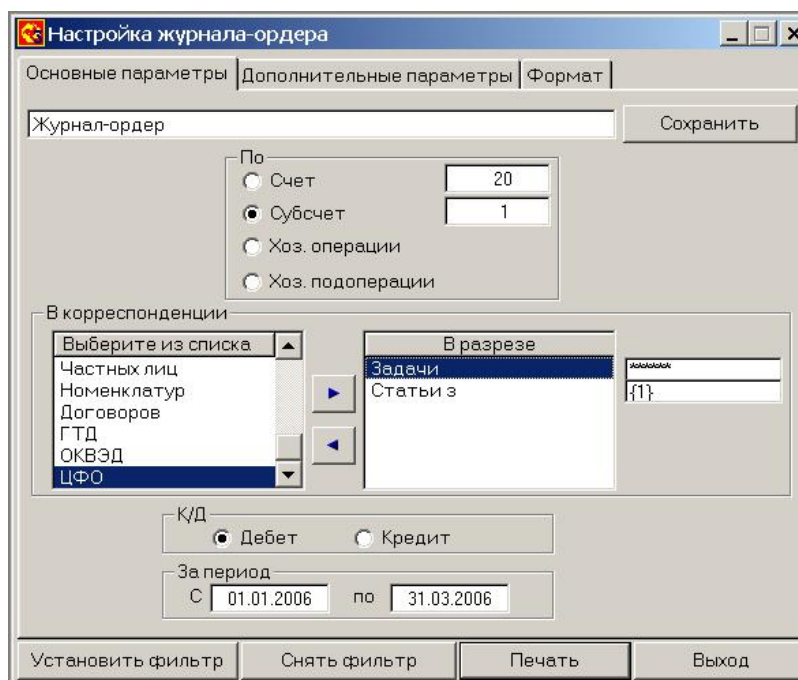 Настройка журнала-ордера
Основные параметры Дополнительные параметры Формат
Журнал-ордер Сохранить
По
Счет 20
Субсчет 1
Хоз. операции
Хоз. подоперации
В корреспонденции
Выберите из списка В разрезе
Частных лиц Задачи *******
Номенклатур Статьи з {1}
Договоров
ГТД
ОКВЭД
ЦФО
К/Д
Дебет Кредит
За период
С 01.01.2006 по 31.03.2006
Установить фильтр Снять фильтр Печать Выход